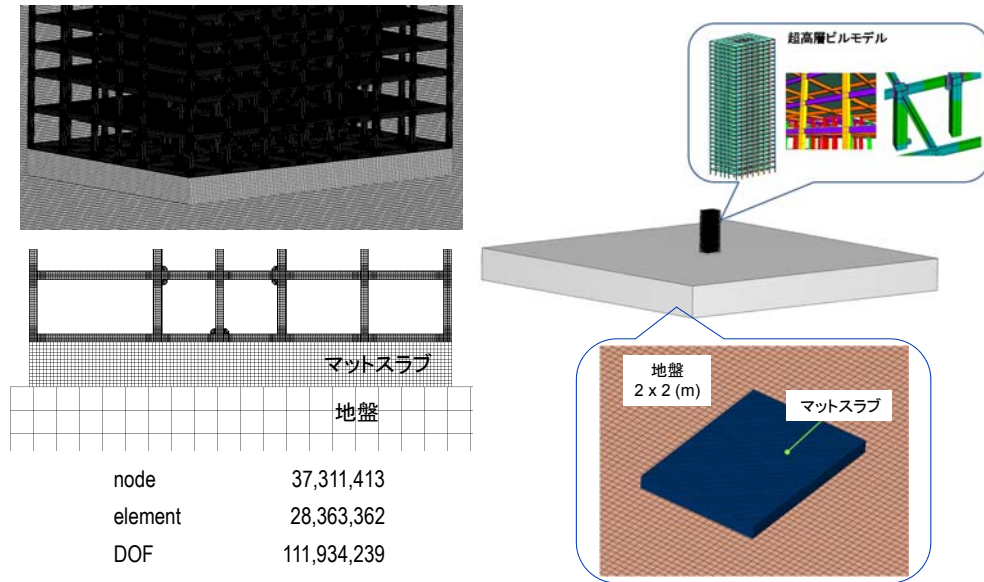 超高層ビルモデル
マットスラブ
地盤
地盤
2 x 2 (m)
マットスラブ
node 37,311,413
element 28,363,362
DOF 111,934,239